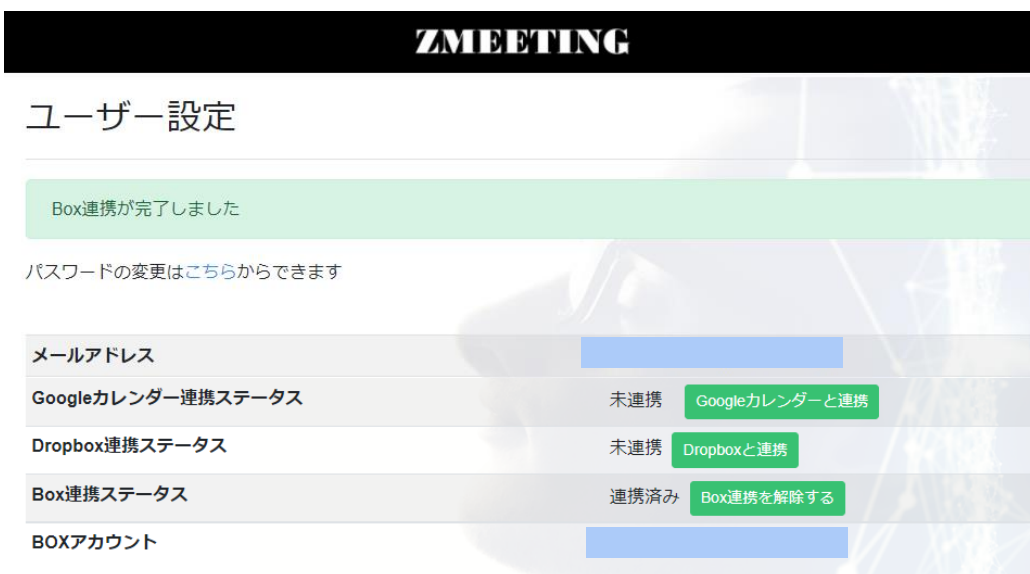 ZMEETING
ユーザー設定
Box連携が完了しました
パスワードの変更はこちらからできます
メールアドレス
Googleカレンダー連携ステータス 未連携 Googleカレンダーと連携
Dropbox連携ステータス 未連携 Dropboxと連携
Box連携ステータス 連携済み Box連携を解除する
BOXアカウント